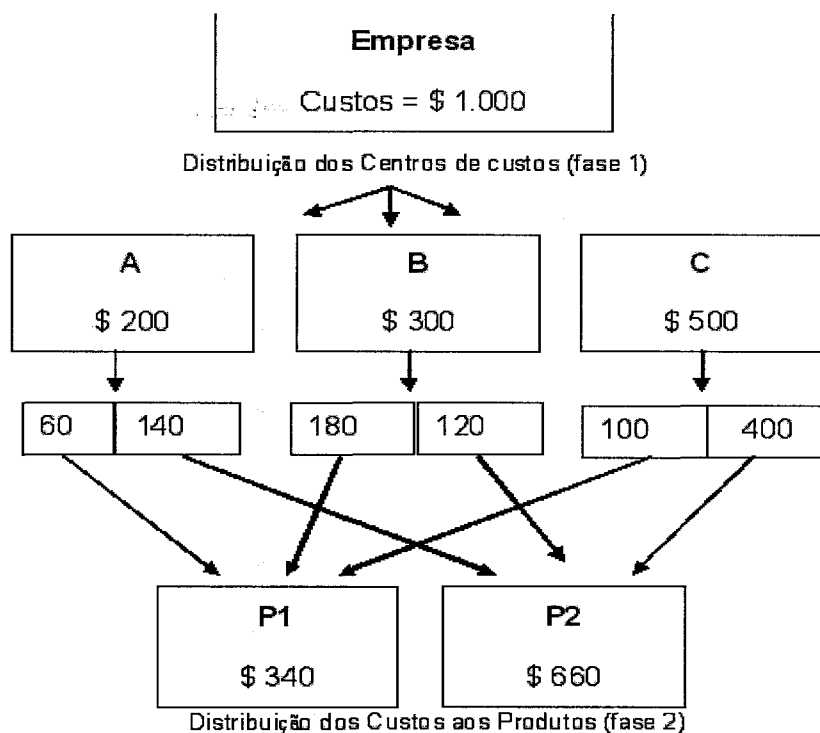 Empresa
Custos = $ 1.000
Distribuição dos Centros de custos (fase 1)
A
B
C
$ 200
$ 300
$ 500
60 140 180 120 100 400
P1
P2
$ 340
$ 660
Distribuição dos Custos aos Produtos (fase 2)